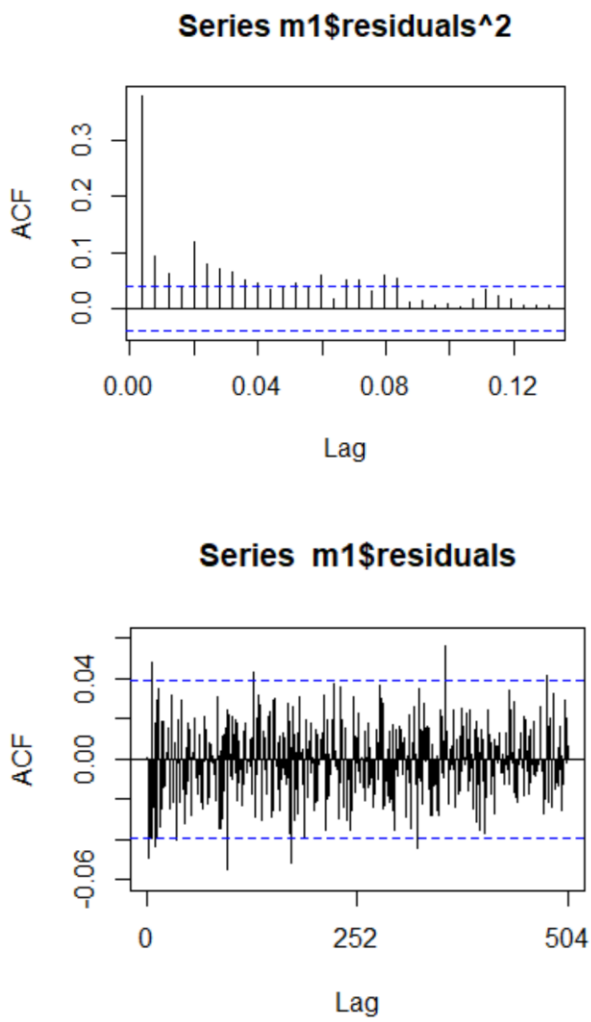 Series m1$residuals^2
ACF
0.3
0.2
0.1
0.0
0.00 0.04 0.08 0.12
Lag
Series m1$residuals
ACF
0.04
0.00
-0.06
0 252 504
Lag